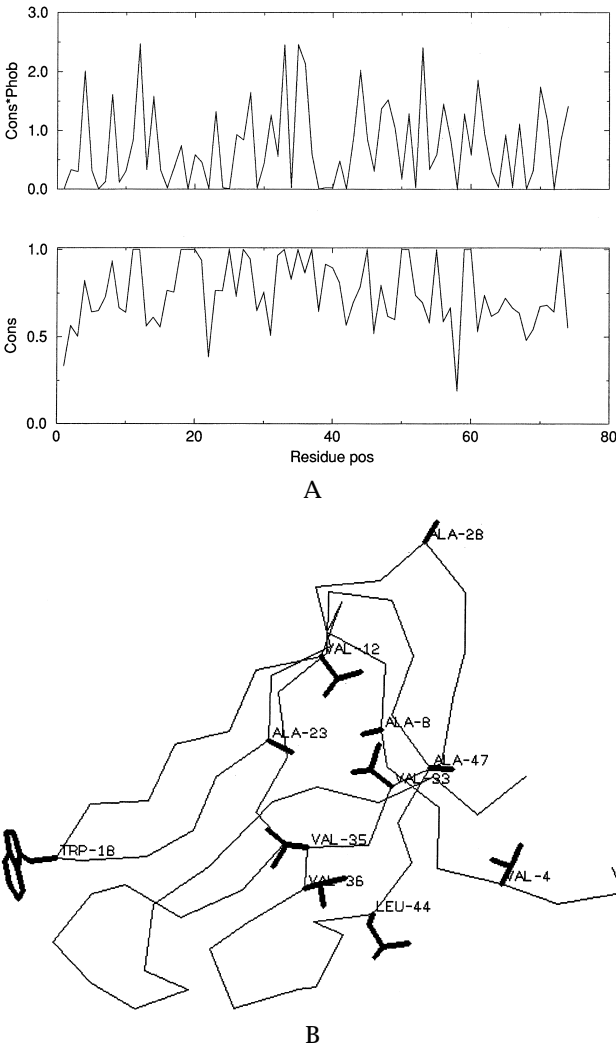 3.0
2.0
1.0
0.0
Cons*Phob
1.0
0.5
0.0
Cons
0 20 40 60 80
Residue pos
A
ALA-28
VAL-12
ALA-23
ALA-8
ALA-47
VAL-33
TRP-18
VAL-35
VAL-36
VAL-4
LEU-44
B